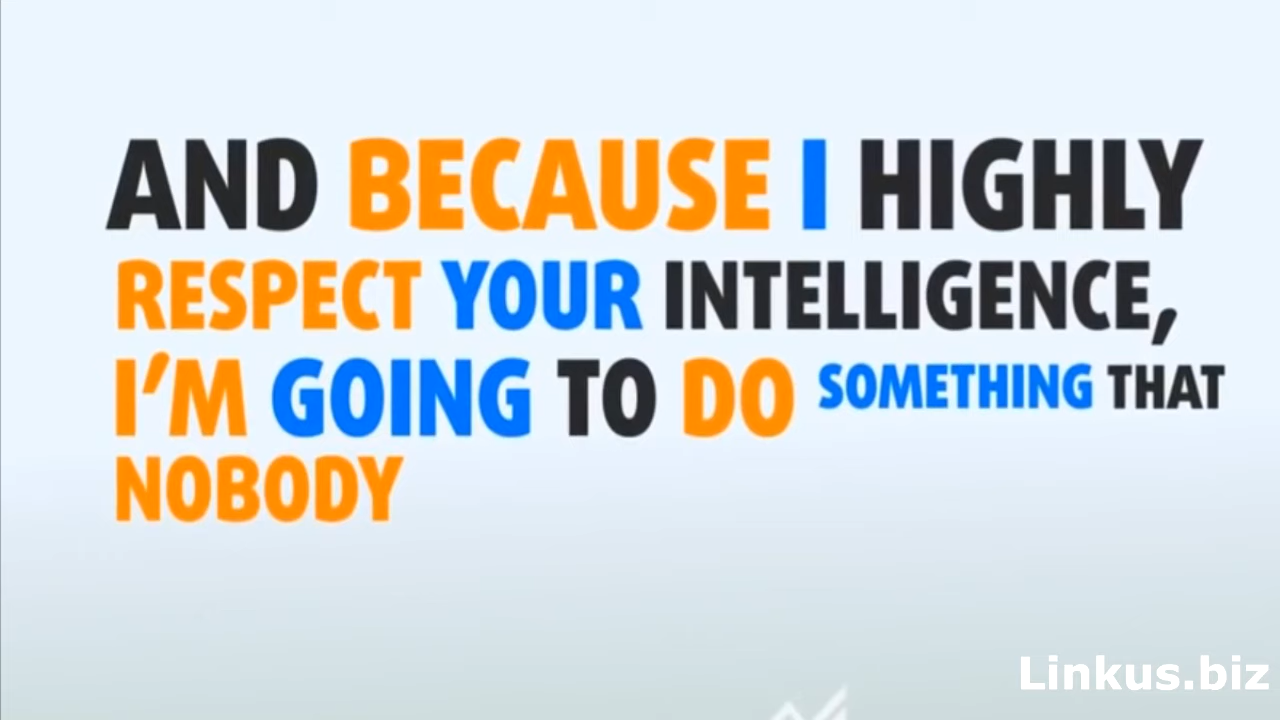 AND BECAUSE I HIGHLY
RESPECT YOUR INTELLIGENCE,
I’M GOING TO DO SOMETHING THAT
NOBODY
Linkus.biz